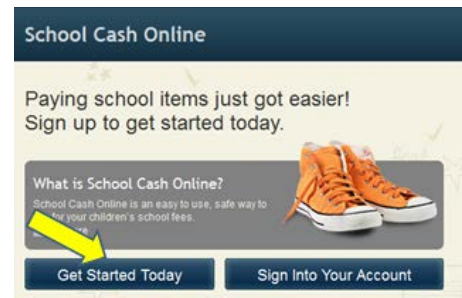 School Cash Online
Paying school items just got easier!
Sign up to get started today.
What is School Cash Online?
School Cash Online is an easy to use, safe way to
for your children's school fees.
Get Started Today
Sign Into Your Account